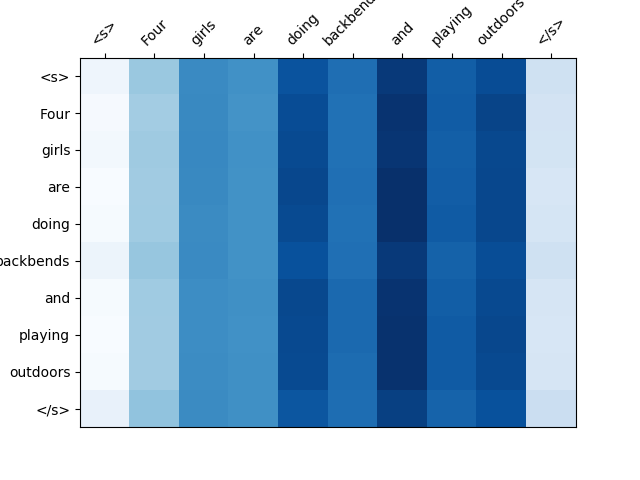 <s> Four girls are doing backbends and playing outdoors </s>
<s>
Four
girls
are
doing
backbends
and
playing
outdoors
</s>